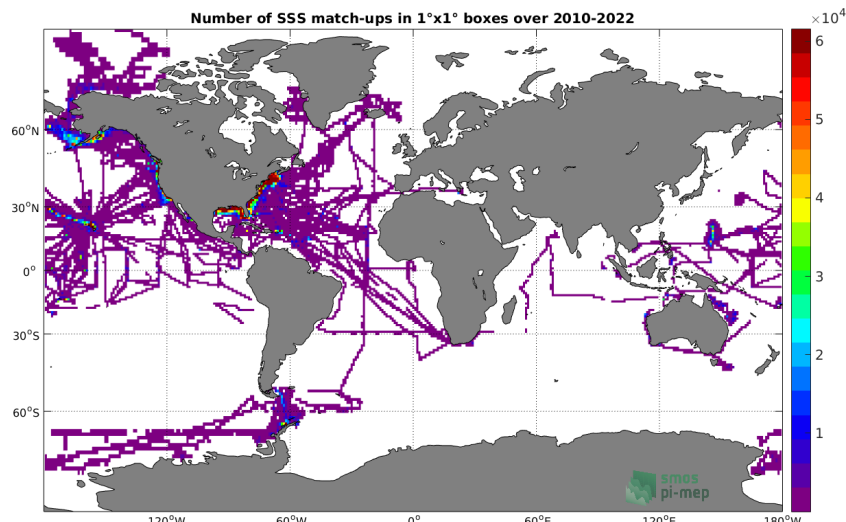 Number of SSS match-ups in 1°x1° boxes over 2010-2022
×10⁴
6
5
4
3
2
1
60°N
30°N
0°
30°S
60°S
smos
pi-mep
120°W
60°W
0°
60°E
120°E
180°W